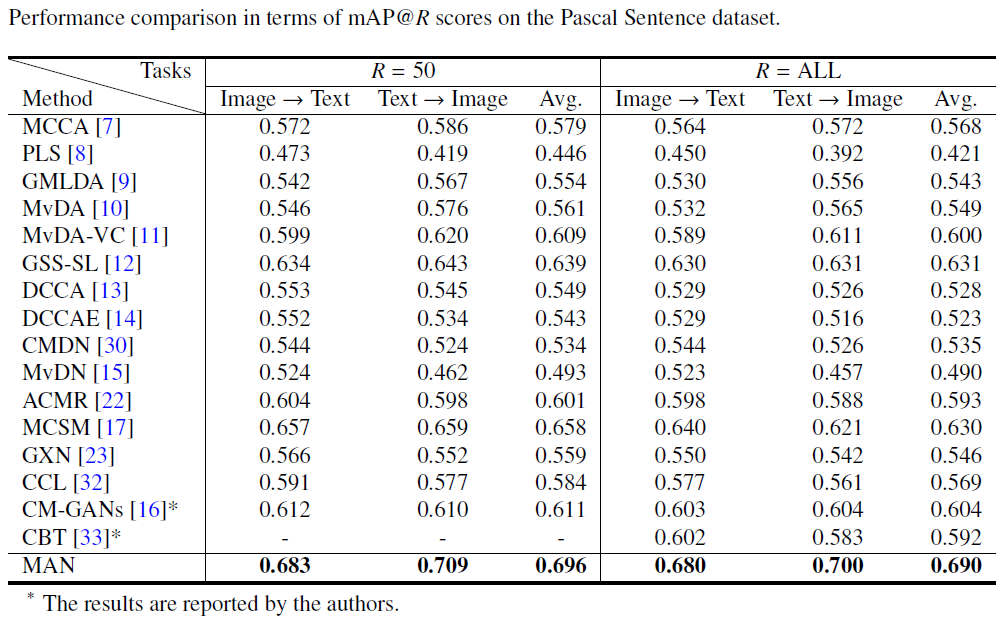 Performance comparison in terms of mAP@R scores on the Pascal Sentence dataset.
Tasks R = 50 R = ALL
Method Image → Text Text → Image Avg. Image → Text Text → Image Avg.
MCCA [7] 0.572 0.586 0.579 0.564 0.572 0.568
PLS [8] 0.473 0.419 0.446 0.450 0.392 0.421
GMLDA [9] 0.542 0.567 0.554 0.530 0.556 0.543
MvDA [10] 0.546 0.576 0.561 0.532 0.565 0.549
MvDA-VC [11] 0.599 0.620 0.609 0.589 0.611 0.600
GSS-SL [12] 0.634 0.643 0.639 0.630 0.631 0.631
DCCA [13] 0.553 0.545 0.549 0.529 0.526 0.528
DCCAE [14] 0.552 0.534 0.543 0.529 0.516 0.523
CMDN [30] 0.544 0.524 0.534 0.544 0.526 0.535
MvDN [15] 0.524 0.462 0.493 0.523 0.457 0.490
ACMR [22] 0.604 0.598 0.601 0.598 0.588 0.593
MCSM [17] 0.657 0.659 0.658 0.640 0.621 0.630
GXN [23] 0.566 0.552 0.559 0.550 0.542 0.546
CCL [32] 0.591 0.577 0.584 0.577 0.561 0.569
CM-GANs [16]* 0.612 0.610 0.611 0.603 0.604 0.604
CBT [33]* - - - 0.602 0.583 0.592
MAN 0.683 0.709 0.696 0.680 0.700 0.690
* The results are reported by the authors.